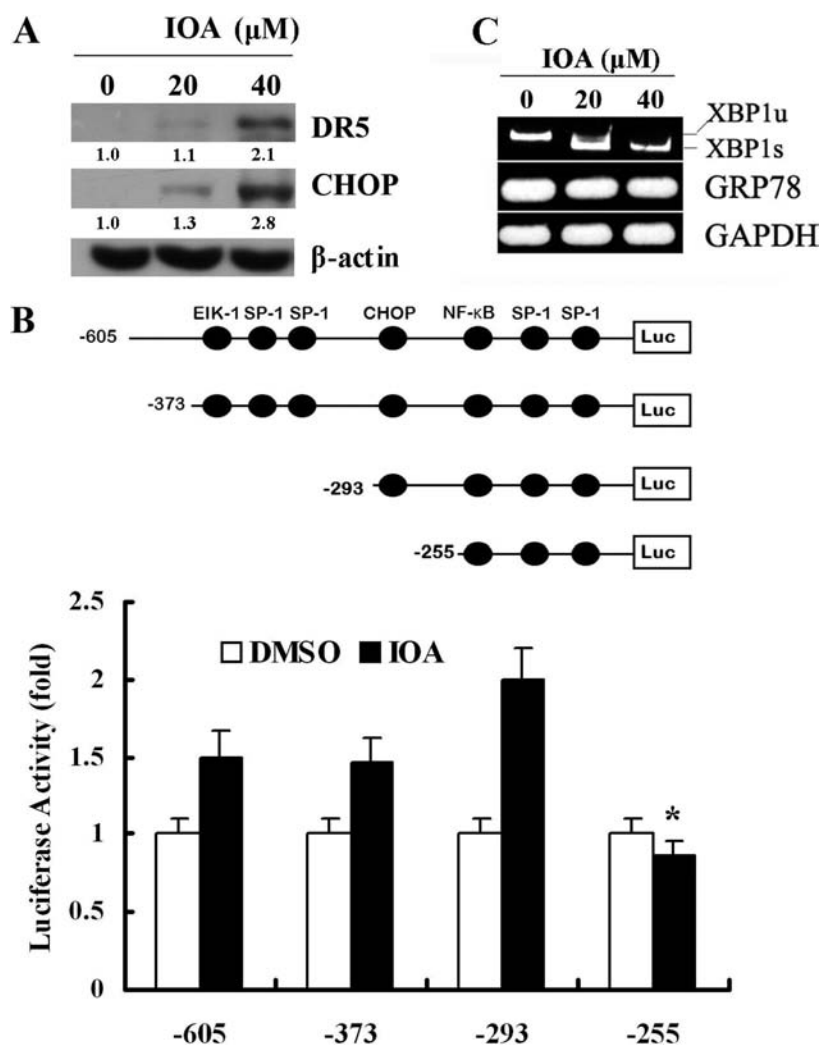 A
IOA (μM)
0 20 40
DR5
1.0 1.1 2.1
CHOP
1.0 1.3 2.8
β-actin
C
IOA (μM)
0 20 40
XBP1u
XBP1s
GRP78
GAPDH
B
EIK-1 SP-1 SP-1 CHOP NF-κB SP-1 SP-1
-605 Luc
-373 Luc
-293 Luc
-255 Luc
Luciferase Activity (fold)
2.5
2
1.5
1
0.5
0
DMSO IOA
*
-605 -373 -293 -255